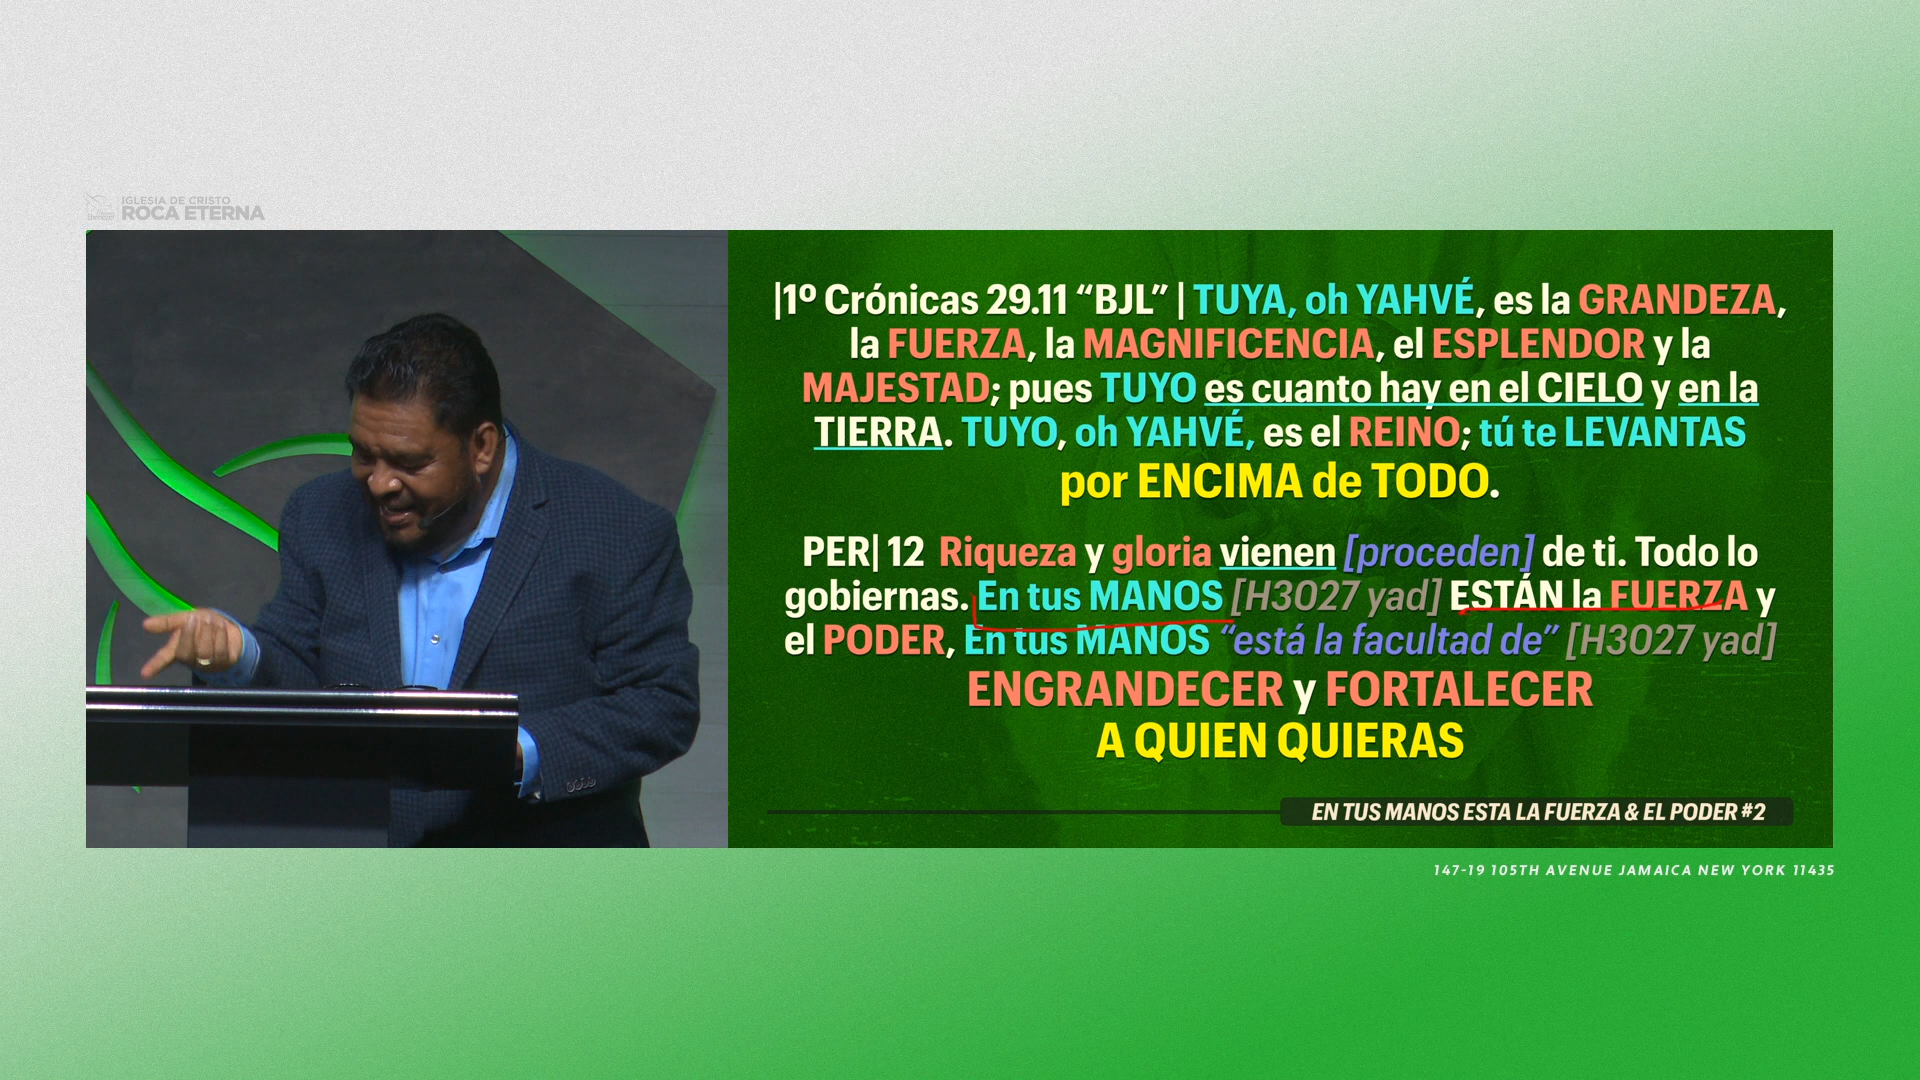 IGLESIA DE CRISTO
ROCA ETERNA
|1º Crónicas 29.11 “BJL” | TUYA, oh YAHVÉ, es la GRANDEZA,
la FUERZA, la MAGNIFICENCIA, el ESPLENDOR y la
MAJESTAD; pues TUYO es cuanto hay en el CIELO y en la
TIERRA. TUYO, oh YAHVÉ, es el REINO; tú te LEVANTAS
por ENCIMA de TODO.
PER| 12 Riqueza y gloria vienen [proceden] de ti. Todo lo
gobiernas. En tus MANOS [H3027 yad] ESTÁN la FUERZA y
el PODER, En tus MANOS “está la facultad de” [H3027 yad]
ENGRANDECER y FORTALECER
A QUIEN QUIERAS
EN TUS MANOS ESTA LA FUERZA & EL PODER #2
147-19 105TH AVENUE JAMAICA NEW YORK 11435